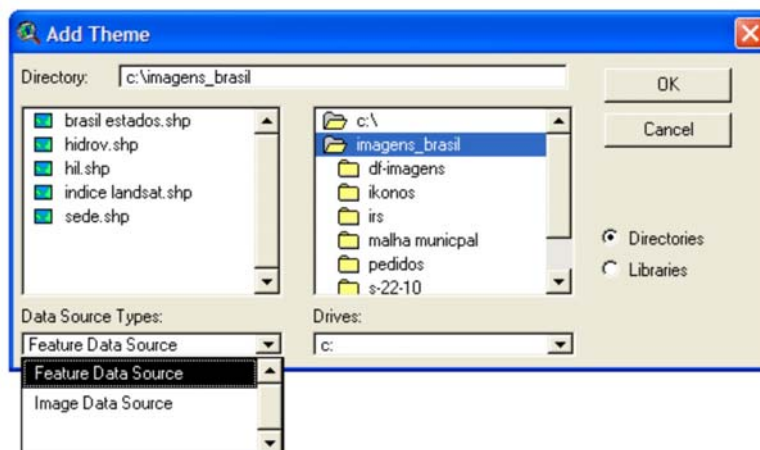 Add Theme
Directory: c:\imagens_brasil
OK
Cancel
brasil estados.shp
hidrov.shp
hil.shp
indice landsat.shp
sede.shp
c:\
imagens_brasil
df-imagens
ikonos
irs
malha municpal
pedidos
s-22-10
Directories
Libraries
Data Source Types:
Feature Data Source
Feature Data Source
Image Data Source
Drives:
c: